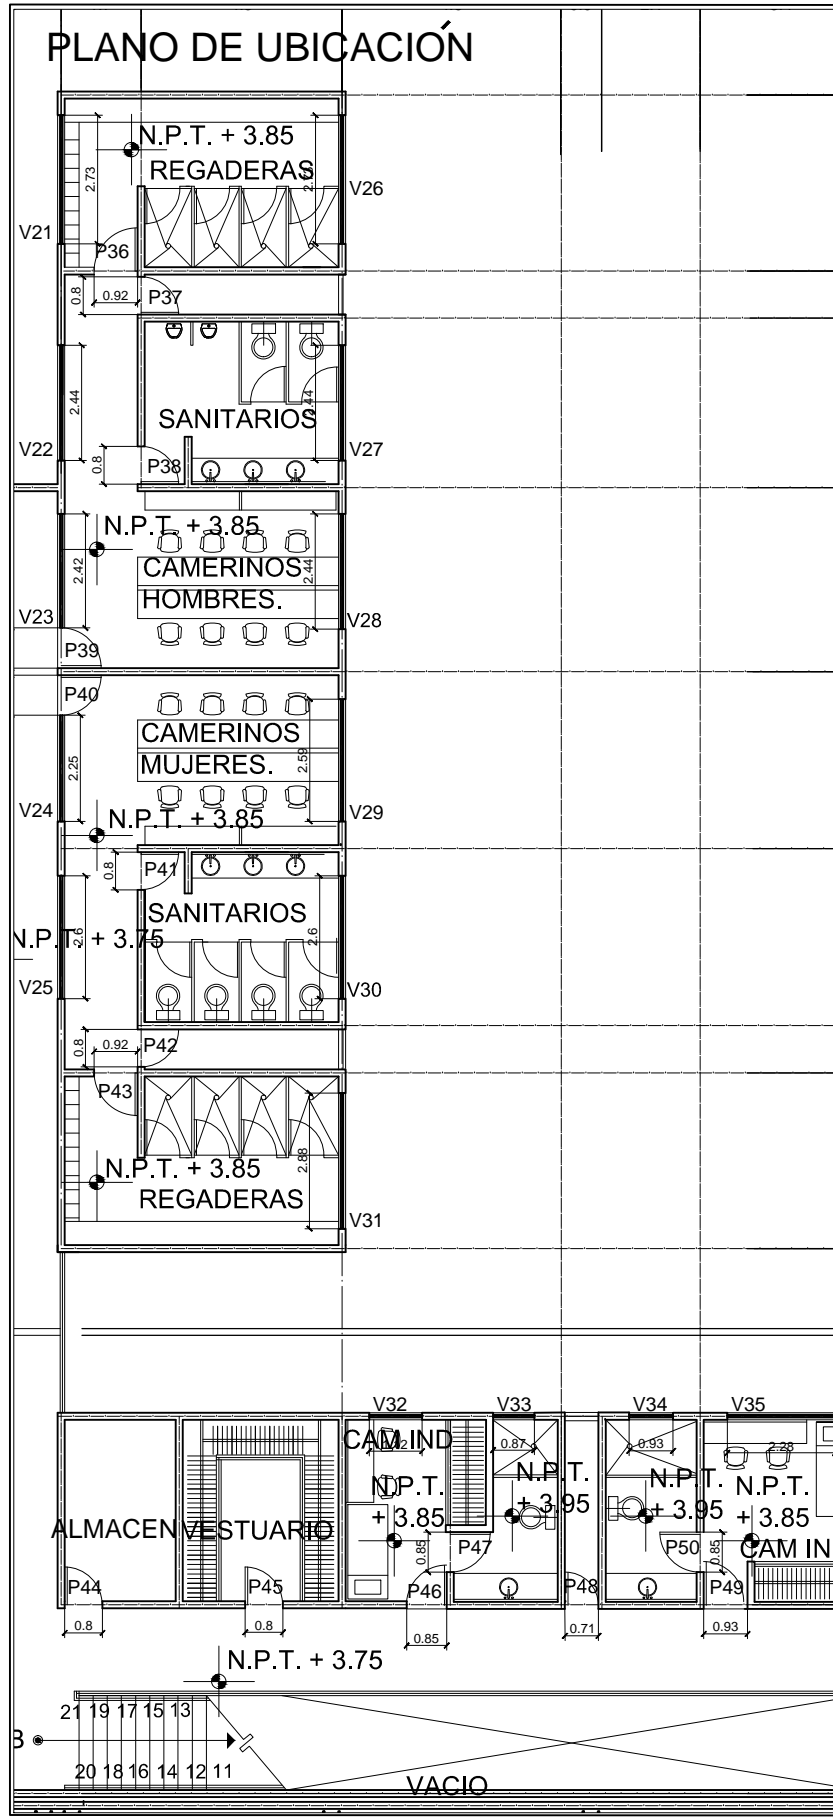 PLANO DE UBICACIÓN
N.P.T. + 3.85
REGADERAS
2.73
V26
V21
P36
0.8
0.92
P37
2.44
SANITARIOS
2.44
V22
V27
0.8
P38
N.P.T. + 3.85
2.42
CAMERINOS
HOMBRES.
2.44
V23
V28
P39
P40
CAMERINOS
MUJERES.
2.25
2.59
V24
N.P.T. + 3.85
V29
0.8
P41
SANITARIOS
N.P.T. + 3.75
2.6
2.6
V25
V30
0.8
0.92
P42
P43
N.P.T. + 3.85
2.88
REGADERAS
V31
V32
V33
V34
V35
CAM IND
0.87
0.93
2.28
N.P.T.
+ 3.85
N.P.T.
+ 3.95
N.P.T.
+ 3.95
N.P.T.
+ 3.85
ALMACEN
VESTUARIO
0.85
P47
P50
0.85
CAM IN
P44
P45
P46
P48
P49
0.8
0.8
0.85
0.71
0.93
N.P.T. + 3.75
21 19 17 15 13
20 18 16 14 12 11
VACIO